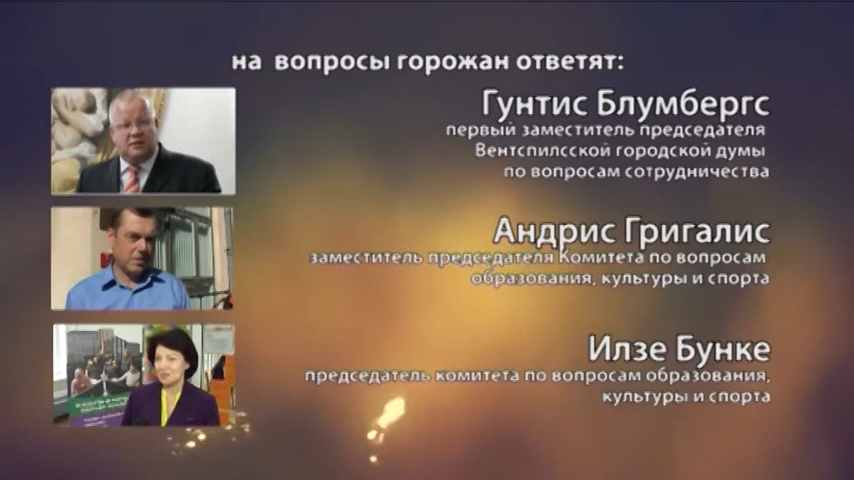 на вопросы горожан ответят:
Гунтис Блумбергс
первый заместитель председателя
Вентспилсской городской думы
по вопросам сотрудничества
Андрис Григалис
заместитель председателя Комитета по вопросам
образования, культуры и спорта
Илзе Бунке
председатель комитета по вопросам образования,
культуры и спорта